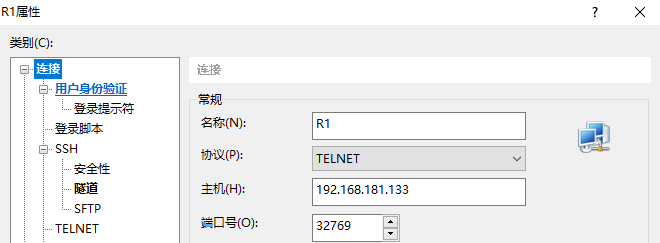 R1属性
类别(C):
连接
用户身份验证
登录提示符
登录脚本
SSH
安全性
隧道
SFTP
TELNET
连接
常规
名称(N): R1
协议(P): TELNET
主机(H): 192.168.181.133
端口号(O): 32769